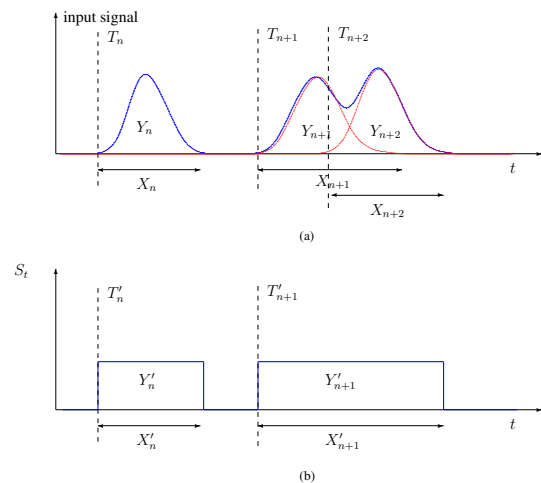 input signal
T_n
T_{n+1}
T_{n+2}
Y_n
Y_{n+1}
Y_{n+2}
t
X_n
X_{n+1}
X_{n+2}
(a)
S_t
T'_n
T'_{n+1}
Y'_n
Y'_{n+1}
t
X'_n
X'_{n+1}
(b)